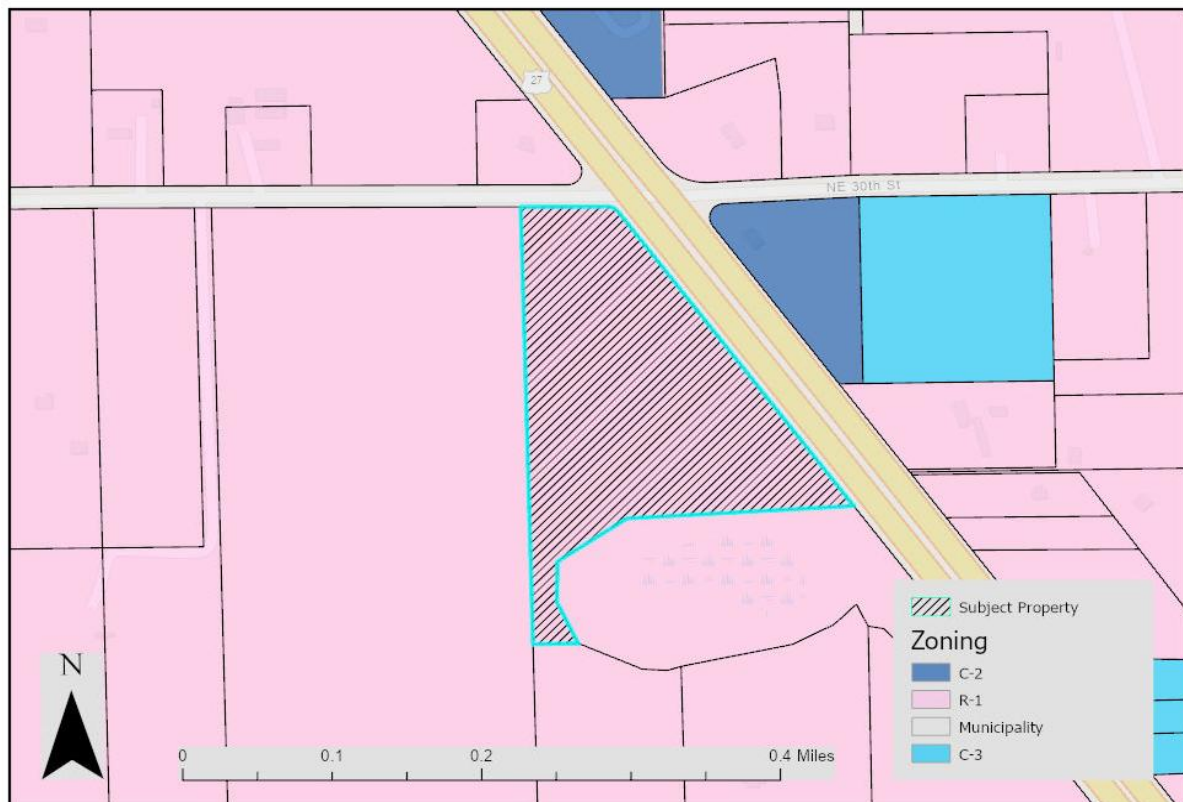 27
NE 30th St
Subject Property
Zoning
C-2
R-1
Municipality
C-3
N
0 0.1 0.2 0.4 Miles